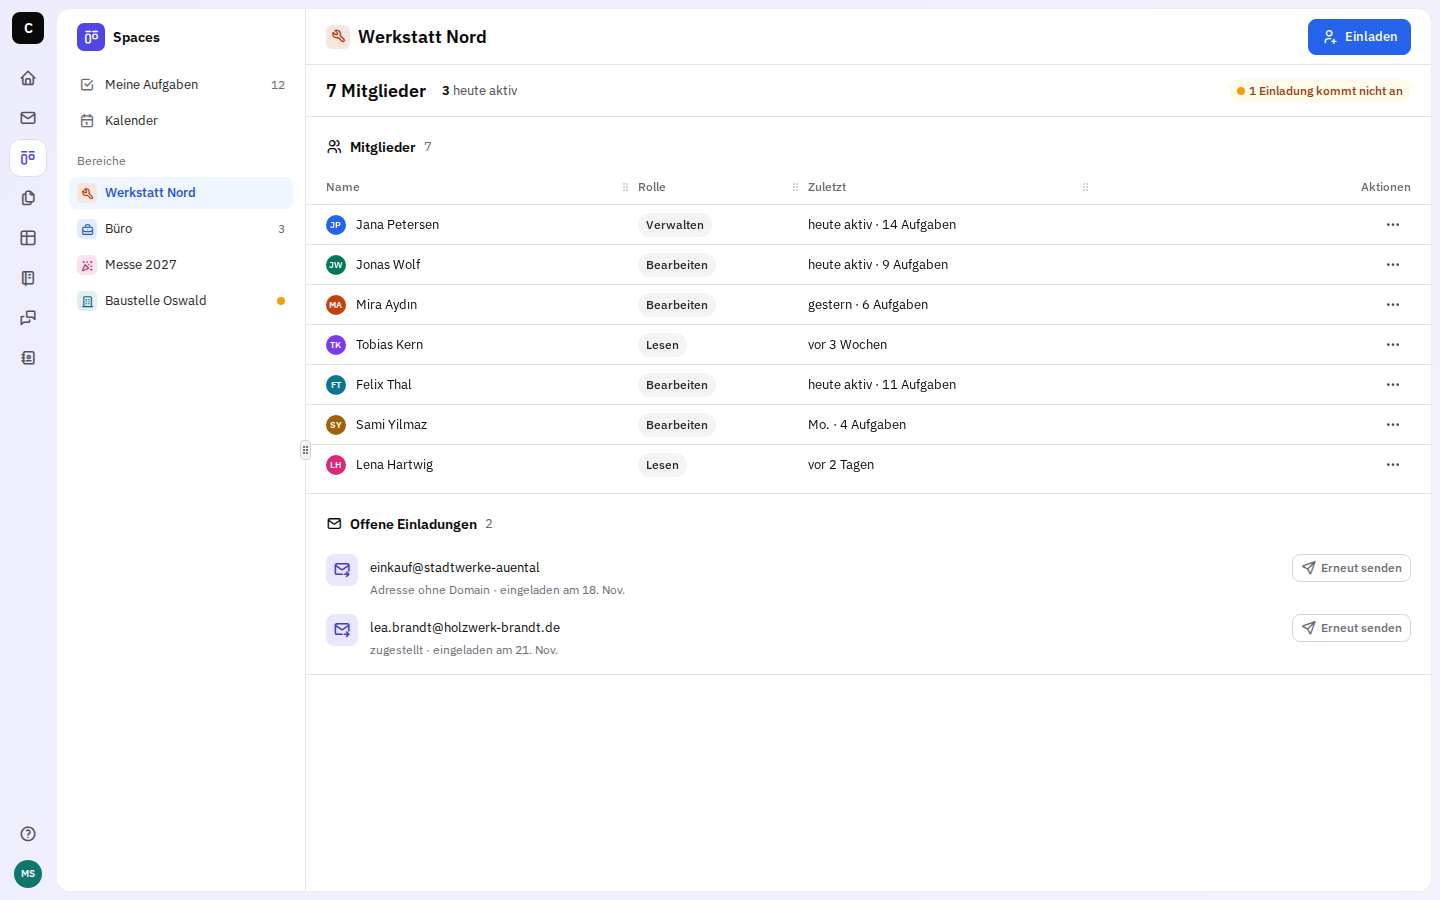 C
Spaces
Meine Aufgaben 12
Kalender
Bereiche
Werkstatt Nord
Büro 3
Messe 2027
Baustelle Oswald
MS
Werkstatt Nord
Einladen
7 Mitglieder 3 heute aktiv
1 Einladung kommt nicht an
Mitglieder 7
Name Rolle Zuletzt Aktionen
JP Jana Petersen Verwalten heute aktiv · 14 Aufgaben
JW Jonas Wolf Bearbeiten heute aktiv · 9 Aufgaben
MA Mira Aydın Bearbeiten gestern · 6 Aufgaben
TK Tobias Kern Lesen vor 3 Wochen
FT Felix Thal Bearbeiten heute aktiv · 11 Aufgaben
SY Sami Yilmaz Bearbeiten Mo. · 4 Aufgaben
LH Lena Hartwig Lesen vor 2 Tagen
Offene Einladungen 2
einkauf@stadtwerke-auental
Adresse ohne Domain · eingeladen am 18. Nov.
Erneut senden
lea.brandt@holzwerk-brandt.de
zugestellt · eingeladen am 21. Nov.
Erneut senden